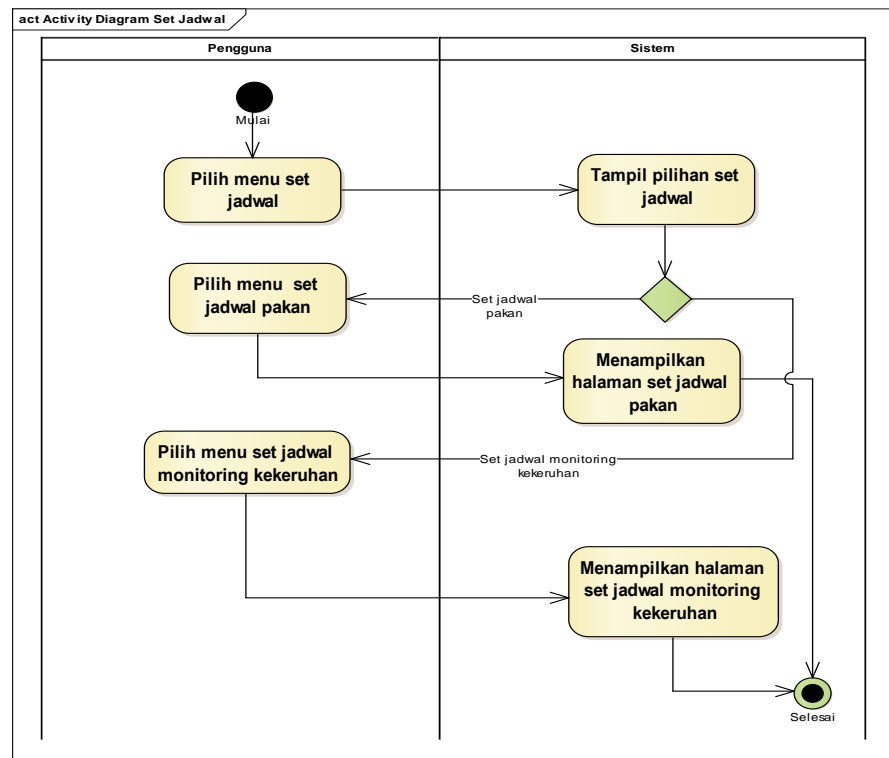 act Activity Diagram Set Jadwal
Pengguna
Sistem
Mulai
Pilih menu set
jadwal
Tampil pilihan set
jadwal
Pilih menu set
jadwal pakan
Set jadwal
pakan
Menampilkan
halaman set jadwal
pakan
Pilih menu set jadwal
monitoring kekeruhan
Set jadwal monitoring
kekeruhan
Menampilkan halaman
set jadwal monitoring
kekeruhan
Selesai